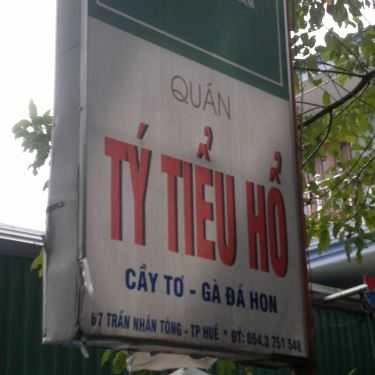 QUÁN
TÝ TIỂU HỔ
CẦY TƠ - GÀ ĐÁ HON
67 TRẦN NHÂN TÔNG - TP HUẾ * ĐT: 054.3 751 548